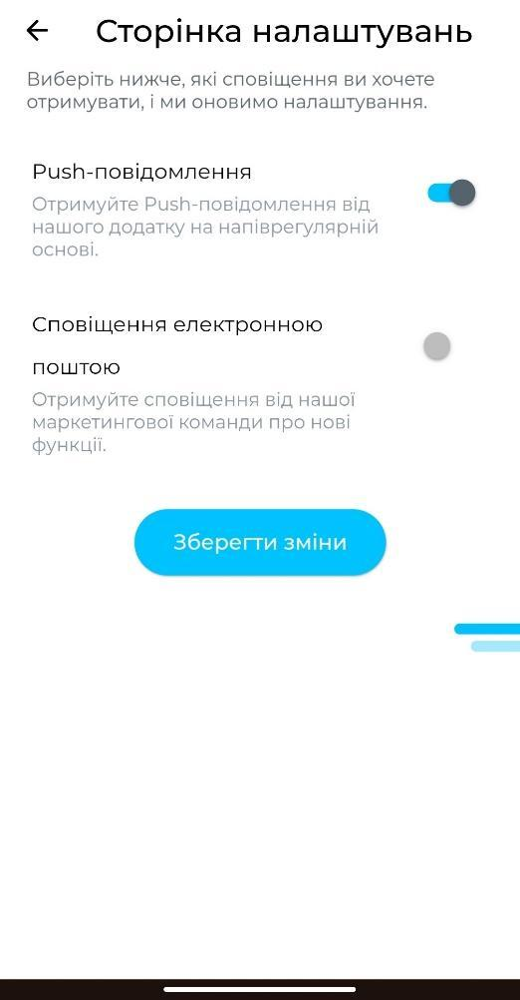 Сторінка налаштувань
Виберіть нижче, які сповіщення ви хочете
отримувати, і ми оновимо налаштування.
Push-повідомлення
Отримуйте Push-повідомлення від
нашого додатку на напіврегулярній
основі.
Сповіщення електронною
поштою
Отримуйте сповіщення від нашої
маркетингової команди про нові
функції.
Зберегти зміни